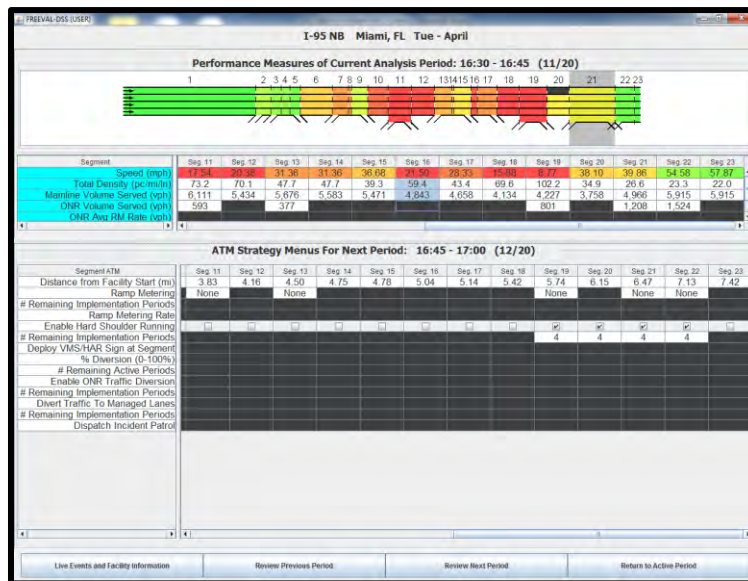 FREEVAL-DSS [USER]
I-95 NB Miami, FL Tue - April
Performance Measures of Current Analysis Period: 16:30 - 16:45 (11/20)
1 2 3 4 5 6 7 8 9 10 11 12 13 14 15 16 17 18 19 20 21 22 23
Segment Seg. 11 Seg. 12 Seg. 13 Seg. 14 Seg. 15 Seg. 16 Seg. 17 Seg. 18 Seg. 19 Seg. 20 Seg. 21 Seg. 22 Seg. 23
Speed (mph) 17.54 20.38 31.36 31.36 36.68 21.50 28.33 15.88 8.77 38.10 39.86 54.58 57.87
Total Density (pc/mi/ln) 73.2 70.1 47.7 47.7 39.3 59.4 43.4 69.6 102.2 34.9 26.6 23.3 22.0
Mainline Volume Served (vph) 6,111 5,434 5,676 5,583 5,471 4,843 4,658 4,134 4,227 3,758 4,966 5,915 5,915
ONR Volume Served (vph) 593 377 801 1,208 1,524
ONR Avg RM Rate (vph)
ATM Strategy Menus For Next Period: 16:45 - 17:00 (12/20)
Segment ATM Seg. 11 Seg. 12 Seg. 13 Seg. 14 Seg. 15 Seg. 16 Seg. 17 Seg. 18 Seg. 19 Seg. 20 Seg. 21 Seg. 22 Seg. 23
Distance from Facility Start (mi) 3.83 4.16 4.50 4.75 4.78 5.04 5.14 5.42 5.74 6.15 6.47 7.13 7.42
Ramp Metering None None None None None
# Remaining Implementation Periods
Ramp Metering Rate
Enable Hard Shoulder Running
# Remaining Implementation Periods 4 4 4 4
Deploy VMS/HAR Sign at Segment
% Diversion (0-100%)
# Remaining Active Periods
Enable ONR Traffic Diversion
# Remaining Implementation Periods
Divert Traffic To Managed Lanes
# Remaining Implementation Periods
Dispatch Incident Patrol
Live Events and Facility Information Review Previous Period Review Next Period Return to Active Period